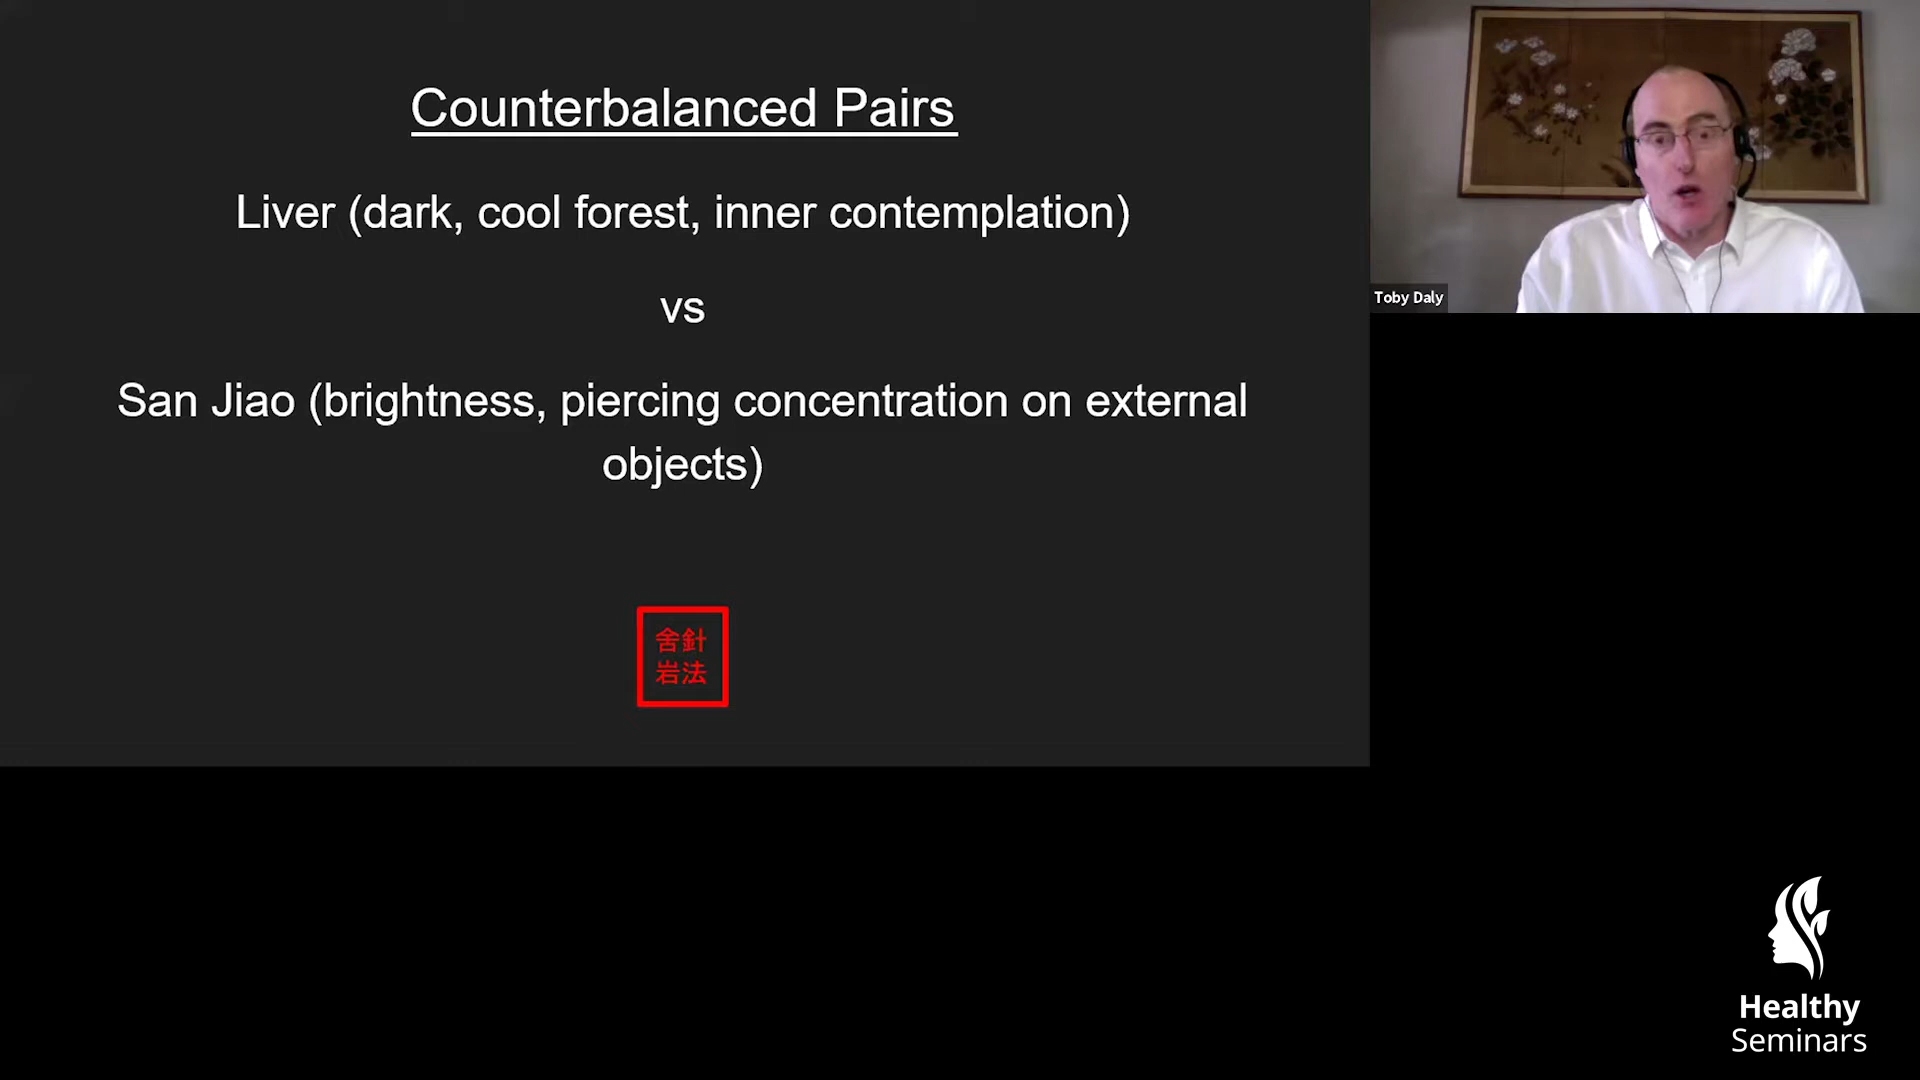 Counterbalanced Pairs
Liver (dark, cool forest, inner contemplation)
vs
San Jiao (brightness, piercing concentration on external
objects)
舍針
岩法
Toby Daly
Healthy
Seminars